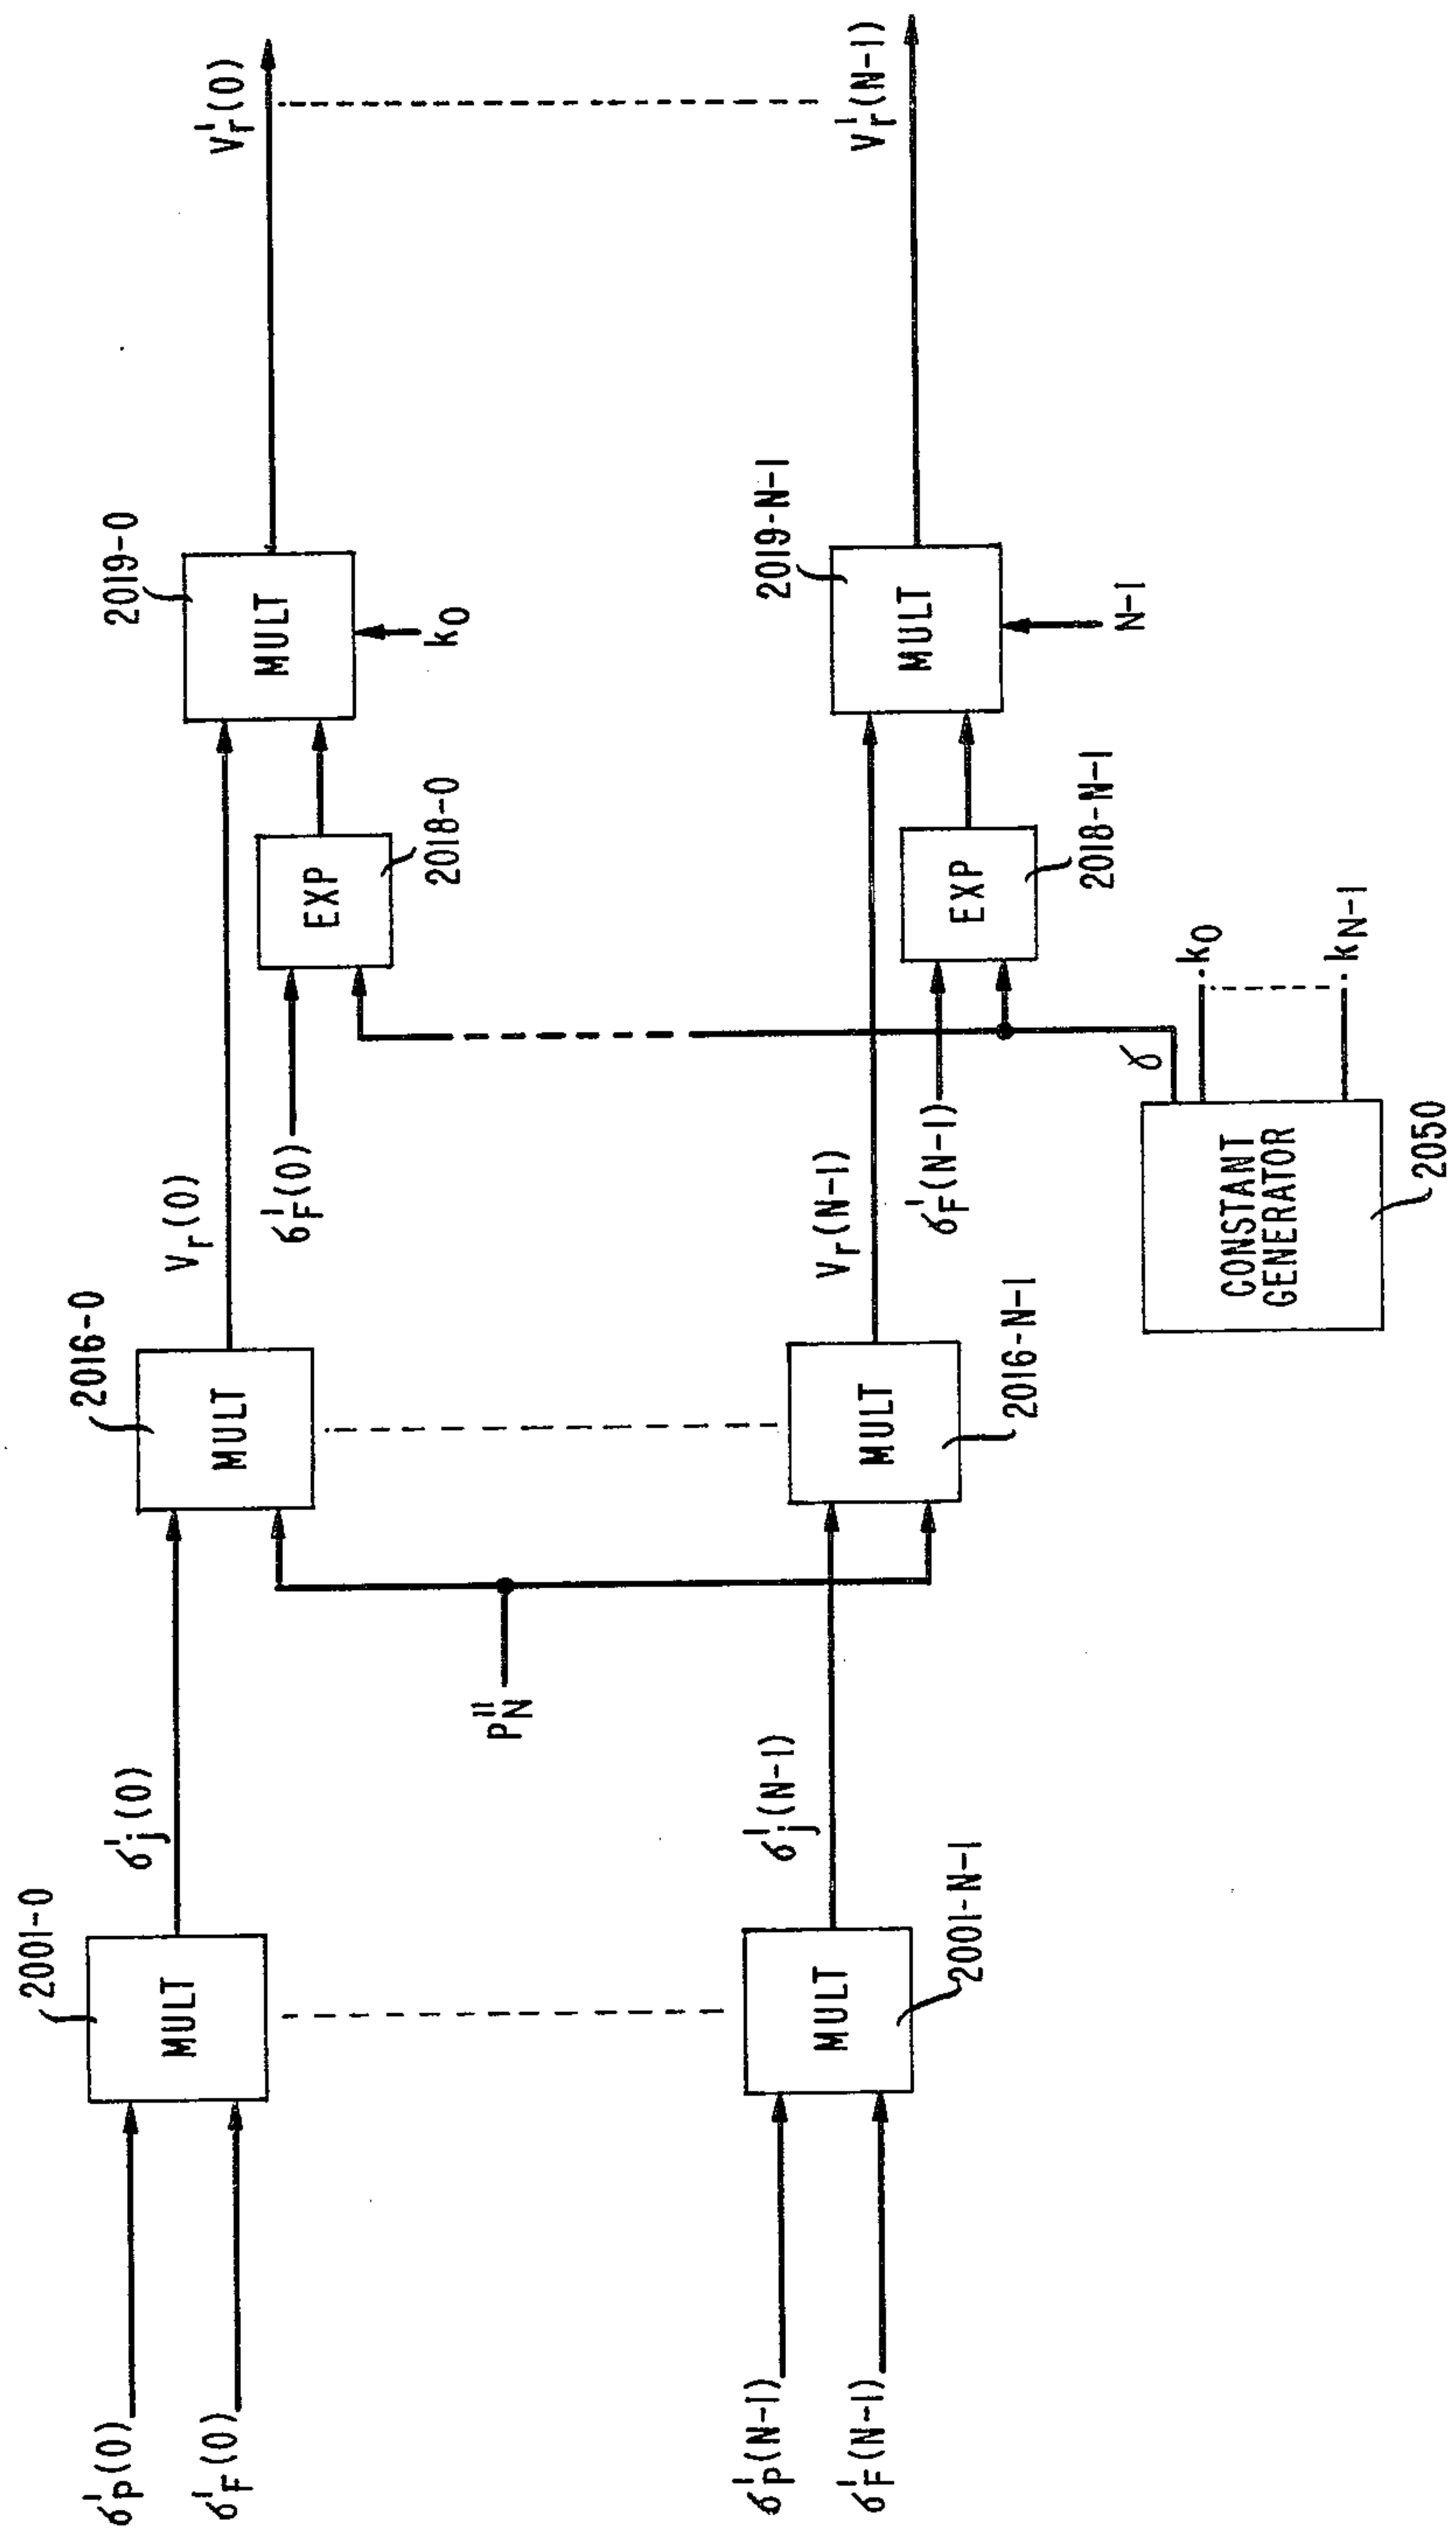 2001-0
MULT
σ'P(0)
σ'F(0)
σ'j(0)
2016-0
MULT
Vr(0)
σ'F(0)
EXP
2018-0
2019-0
MULT
k0
V'r(0)
P''N
σ'P(N-1)
σ'F(N-1)
MULT
2001-N-1
σ'j(N-1)
MULT
2016-N-1
Vr(N-1)
σ'F(N-1)
EXP
2018-N-1
2019-N-1
MULT
N-1
V'r(N-1)
γ
k0
kN-1
CONSTANT
GENERATOR
2050